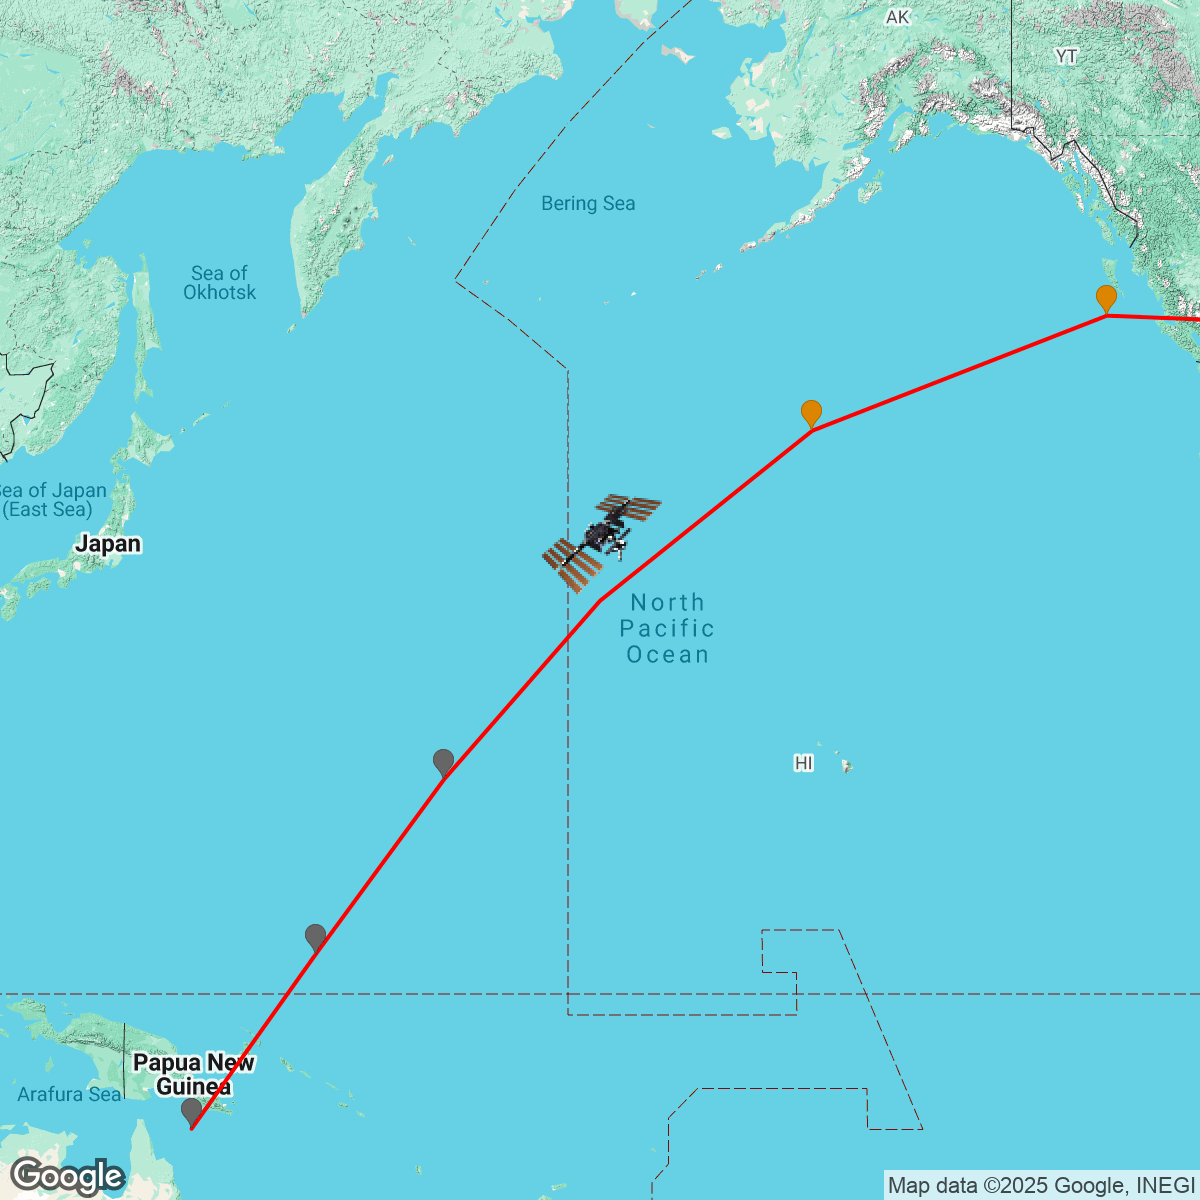 AK
YT
Bering Sea
Sea of
Okhotsk
Sea of Japan
(East Sea)
Japan
North
Pacific
Ocean
HI
Papua New
Guinea
Arafura Sea
Google
Map data ©2025 Google, INEGI